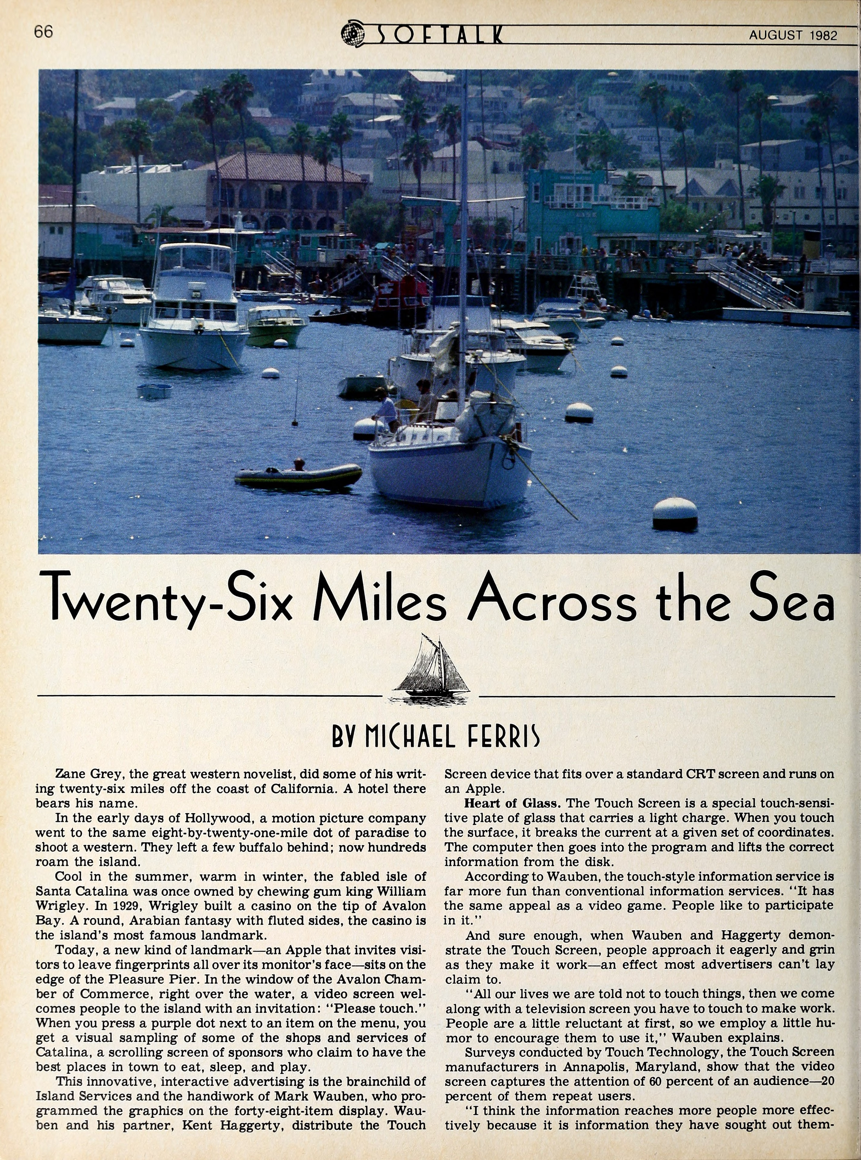 66
SOFTALK
AUGUST 1982
Twenty-Six Miles Across the Sea
BY MICHAEL FERRIS
Zane Grey, the great western novelist, did some of his writ-
ing twenty-six miles off the coast of California. A hotel there
bears his name.
In the early days of Hollywood, a motion picture company
went to the same eight-by-twenty-one-mile dot of paradise to
shoot a western. They left a few buffalo behind; now hundreds
roam the island.
Cool in the summer, warm in winter, the fabled isle of
Santa Catalina was once owned by chewing gum king William
Wrigley. In 1929, Wrigley built a casino on the tip of Avalon
Bay. A round, Arabian fantasy with fluted sides, the casino is
the island's most famous landmark.
Today, a new kind of landmark—an Apple that invites visi-
tors to leave fingerprints all over its monitor's face—sits on the
edge of the Pleasure Pier. In the window of the Avalon Cham-
ber of Commerce, right over the water, a video screen wel-
comes people to the island with an invitation: "Please touch."
When you press a purple dot next to an item on the menu, you
get a visual sampling of some of the shops and services of
Catalina, a scrolling screen of sponsors who claim to have the
best places in town to eat, sleep, and play.
This innovative, interactive advertising is the brainchild of
Island Services and the handiwork of Mark Wauben, who pro-
grammed the graphics on the forty-eight-item display. Wau-
ben and his partner, Kent Haggerty, distribute the Touch
Screen device that fits over a standard CRT screen and runs on
an Apple.
Heart of Glass. The Touch Screen is a special touch-sensi-
tive plate of glass that carries a light charge. When you touch
the surface, it breaks the current at a given set of coordinates.
The computer then goes into the program and lifts the correct
information from the disk.
According to Wauben, the touch-style information service is
far more fun than conventional information services. "It has
the same appeal as a video game. People like to participate
in it."
And sure enough, when Wauben and Haggerty demon-
strate the Touch Screen, people approach it eagerly and grin
as they make it work—an effect most advertisers can't lay
claim to.
"All our lives we are told not to touch things, then we come
along with a television screen you have to touch to make work.
People are a little reluctant at first, so we employ a little hu-
mor to encourage them to use it," Wauben explains.
Surveys conducted by Touch Technology, the Touch Screen
manufacturers in Annapolis, Maryland, show that the video
screen captures the attention of 60 percent of an audience—20
percent of them repeat users.
"I think the information reaches more people more effec-
tively because it is information they have sought out them-